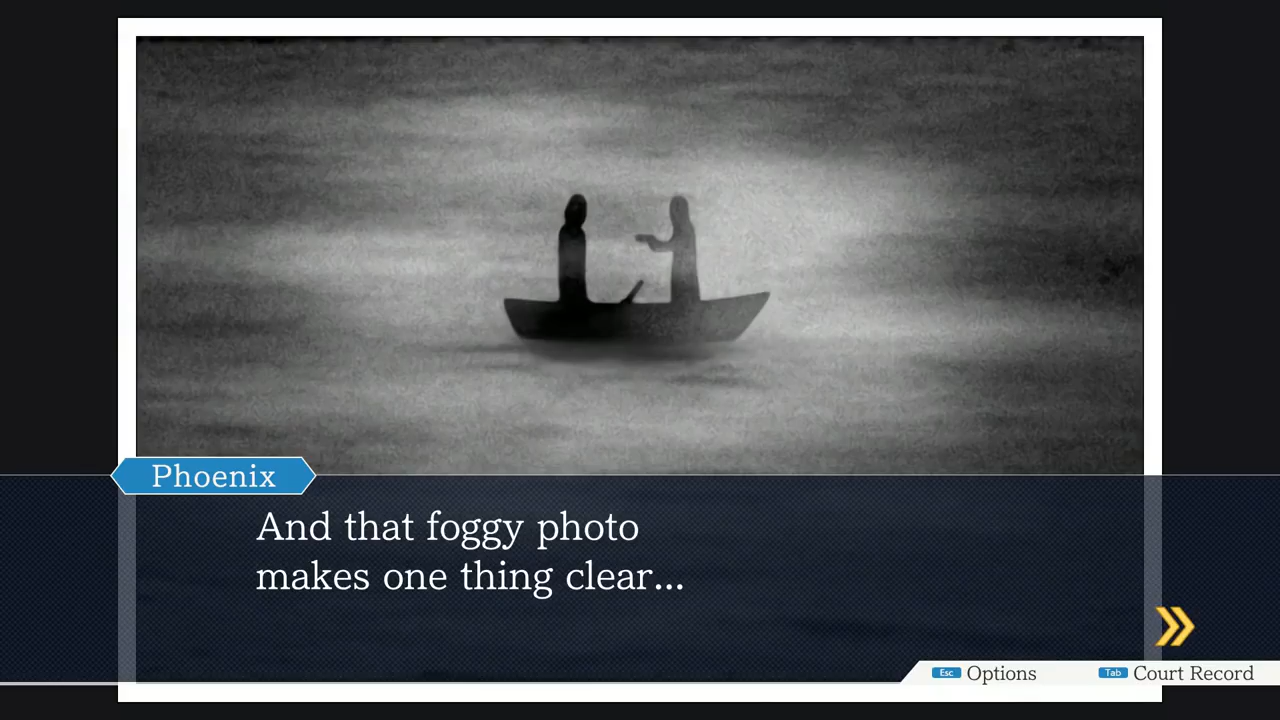 Phoenix
And that foggy photo
makes one thing clear...
Esc Options Tab Court Record